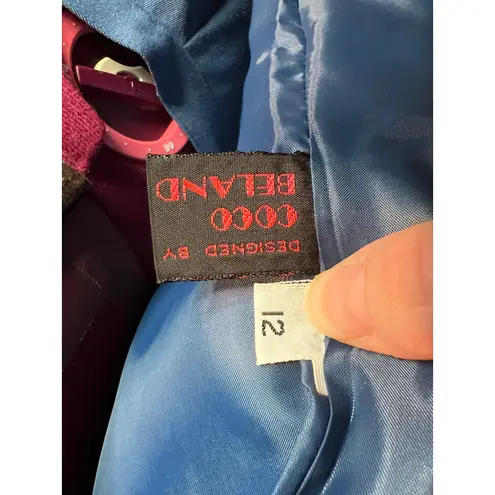 DESIGNED BY
COCO
BELAND
12